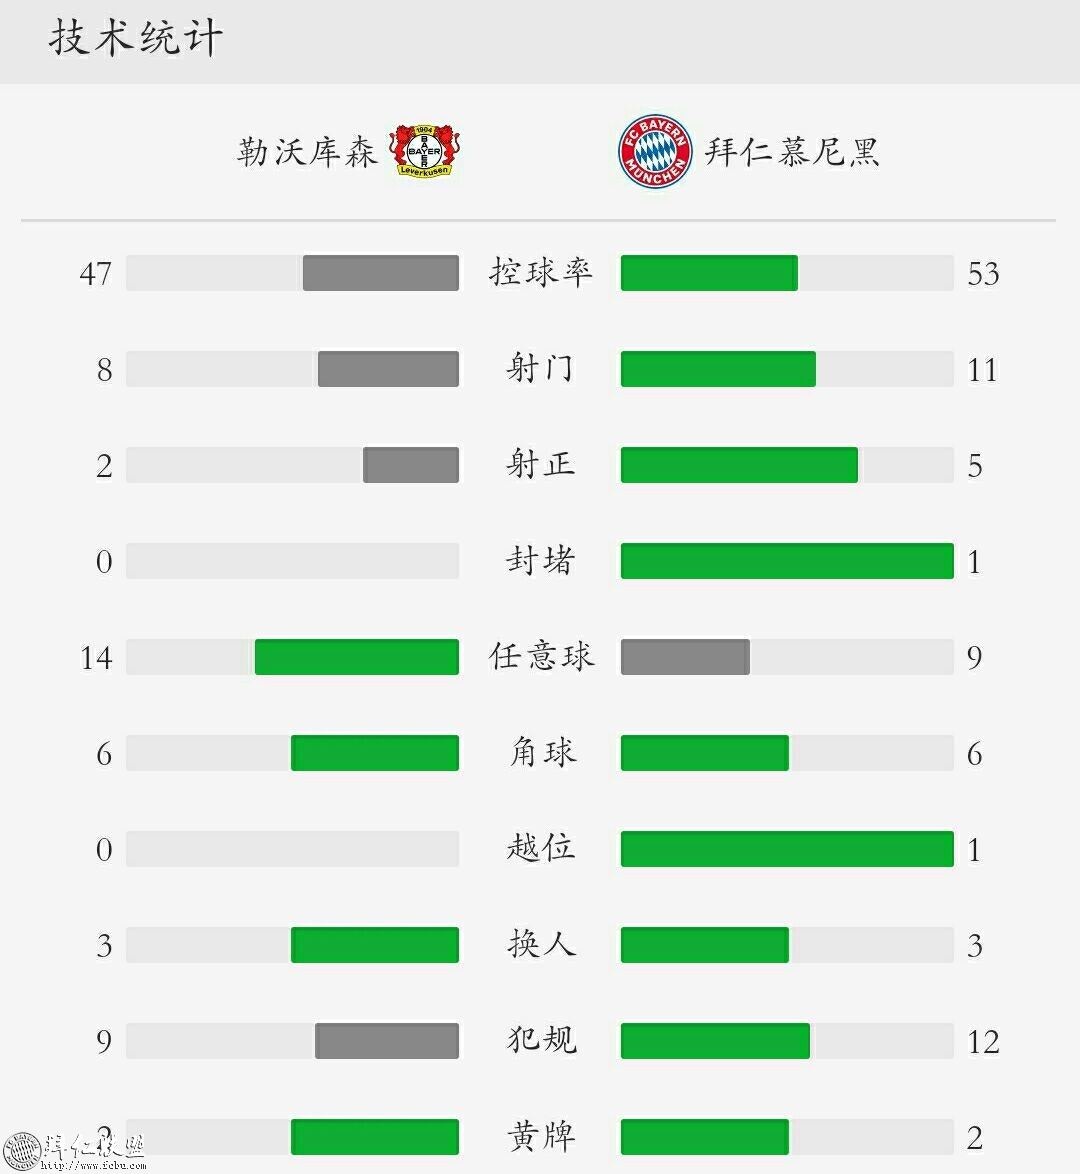 技术统计
勒沃库森 1904 BAYER BAYER Leverkusen FC BAYERN MÜNCHEN 拜仁慕尼黑
47 控球率 53
8 射门 11
2 射正 5
0 封堵 1
14 任意球 9
6 角球 6
0 越位 1
3 换人 3
9 犯规 12
2 黄牌 2
拜仁联盟
http://www.fcbu.com